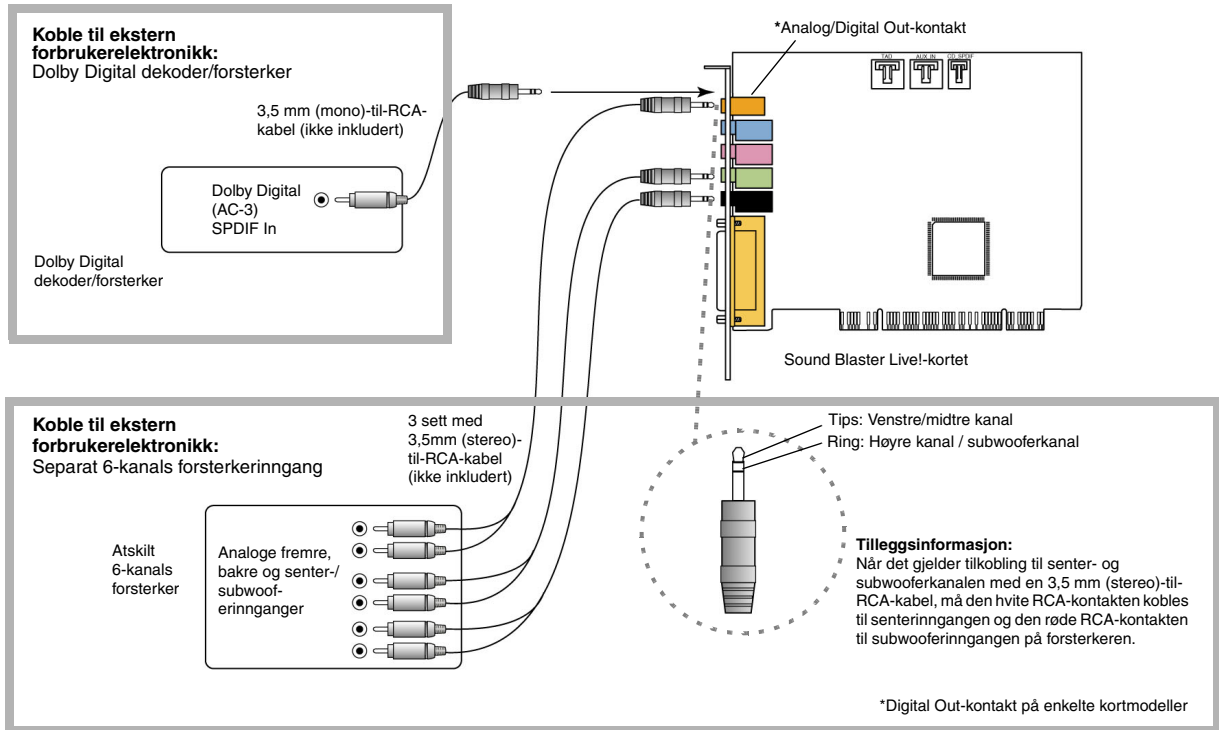 Koble til ekstern
forbrukerelektronikk:
Dolby Digital dekoder/forsterker
3,5 mm (mono)-til-RCA-
kabel (ikke inkludert)
Dolby Digital
(AC-3)
SPDIF In
Dolby Digital
dekoder/forsterker
*Analog/Digital Out-kontakt
TAD
AUX_IN
CD_SPDIF
Sound Blaster Live!-kortet
Koble til ekstern
forbrukerelektronikk:
Separat 6-kanals forsterkerinngang
3 sett med
3,5mm (stereo)-
til-RCA-kabel
(ikke inkludert)
Atskilt
6-kanals
forsterker
Analoge fremre,
bakre og senter-/
subwoof-
erinnganger
Tips: Venstre/midtre kanal
Ring: Høyre kanal / subwooferkanal
Tilleggsinformasjon:
Når det gjelder tilkobling til senter- og
subwooferkanalen med en 3,5 mm (stereo)-til-
RCA-kabel, må den hvite RCA-kontakten kobles
til senterinngangen og den røde RCA-kontakten
til subwooferinngangen på forsterkeren.
*Digital Out-kontakt på enkelte kortmodeller